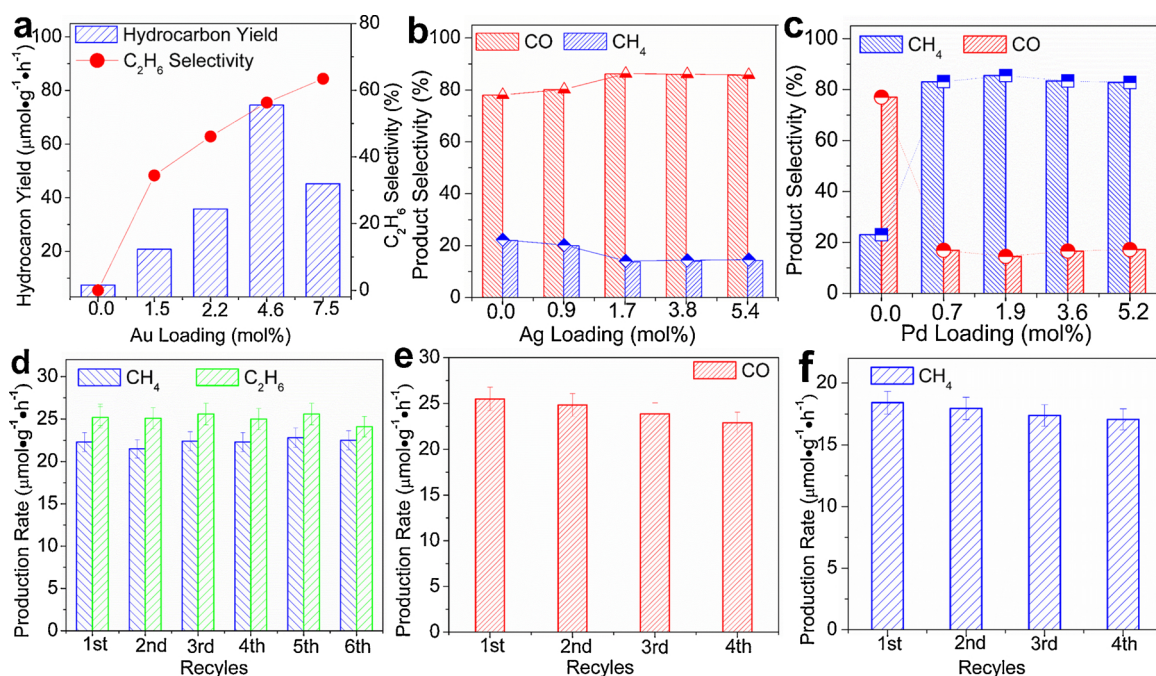 a
Hydrocarbon Yield
C₂H₆ Selectivity
Hydrocaron Yield (μmol•g⁻¹•h⁻¹)
100
80
60
40
20
80
60
40
20
0
C₂H₆ Selectivity (%)
0.0 1.5 2.2 4.6 7.5
Au Loading (mol%)
b
CO CH₄
Product Selectivity (%)
100
80
60
40
20
0
0.0 0.9 1.7 3.8 5.4
Ag Loading (mol%)
c
CH₄ CO
Product Selectivity (%)
100
80
60
40
20
0
0.0 0.7 1.9 3.6 5.2
Pd Loading (mol%)
d
CH₄ C₂H₆
Production Rate (μmol•g⁻¹•h⁻¹)
30
25
20
15
10
5
0
1st 2nd 3rd 4th 5th 6th
Recyles
e
CO
Production Rate (μmol•g⁻¹•h⁻¹)
30
25
20
15
10
5
0
1st 2nd 3rd 4th
Recyles
f
CH₄
Production Rate (μmol•g⁻¹•h⁻¹)
20
15
10
5
0
1st 2nd 3rd 4th
Recyles